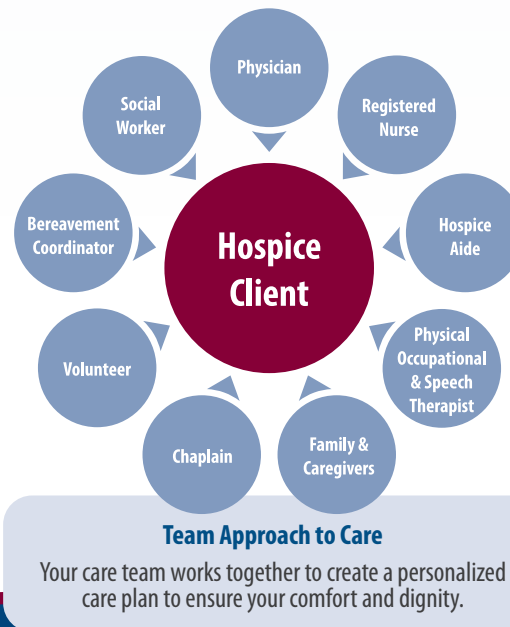 Physician
Registered
Nurse
Hospice
Aide
Physical
Occupational
& Speech
Therapist
Family &
Caregivers
Chaplain
Volunteer
Bereavement
Coordinator
Social
Worker
Hospice
Client
Team Approach to Care
Your care team works together to create a personalized
care plan to ensure your comfort and dignity.